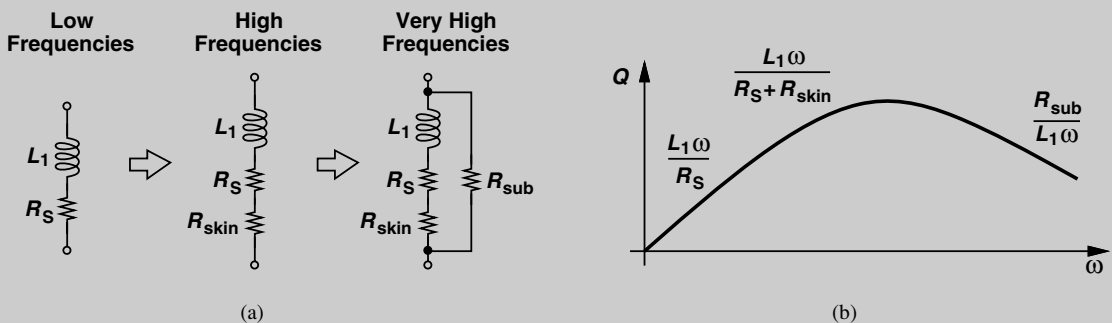 Low
Frequencies
High
Frequencies
Very High
Frequencies
L1
RS
L1
RS
Rskin
L1
RS
Rskin
Rsub
(a)
Q
L1ω
RS
L1ω
RS + Rskin
Rsub
L1ω
ω
(b)